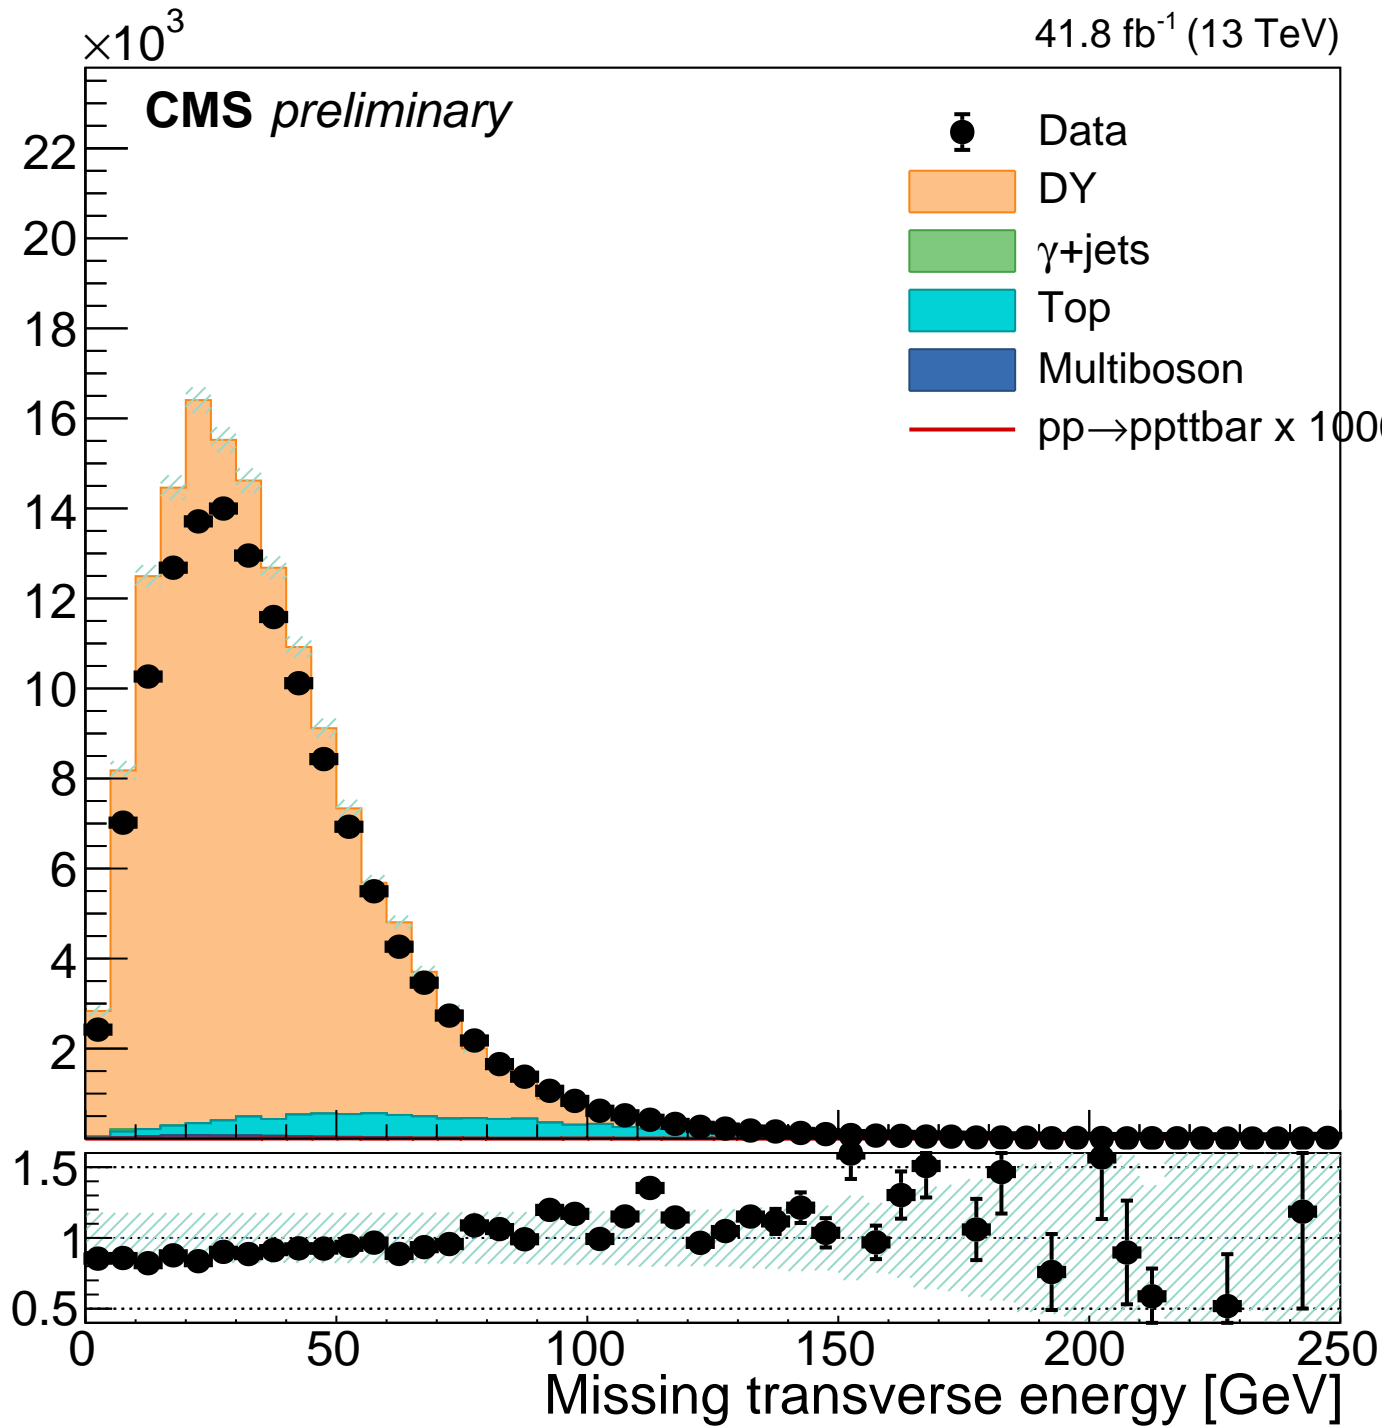 ×10³
41.8 fb⁻¹ (13 TeV)
CMS preliminary
Data
DY
γ+jets
Top
Multiboson
pp→ppttbar x 100
22
20
18
16
14
12
10
8
6
4
2
1.5
1
0.5
0 50 100 150 200 250
Missing transverse energy [GeV]